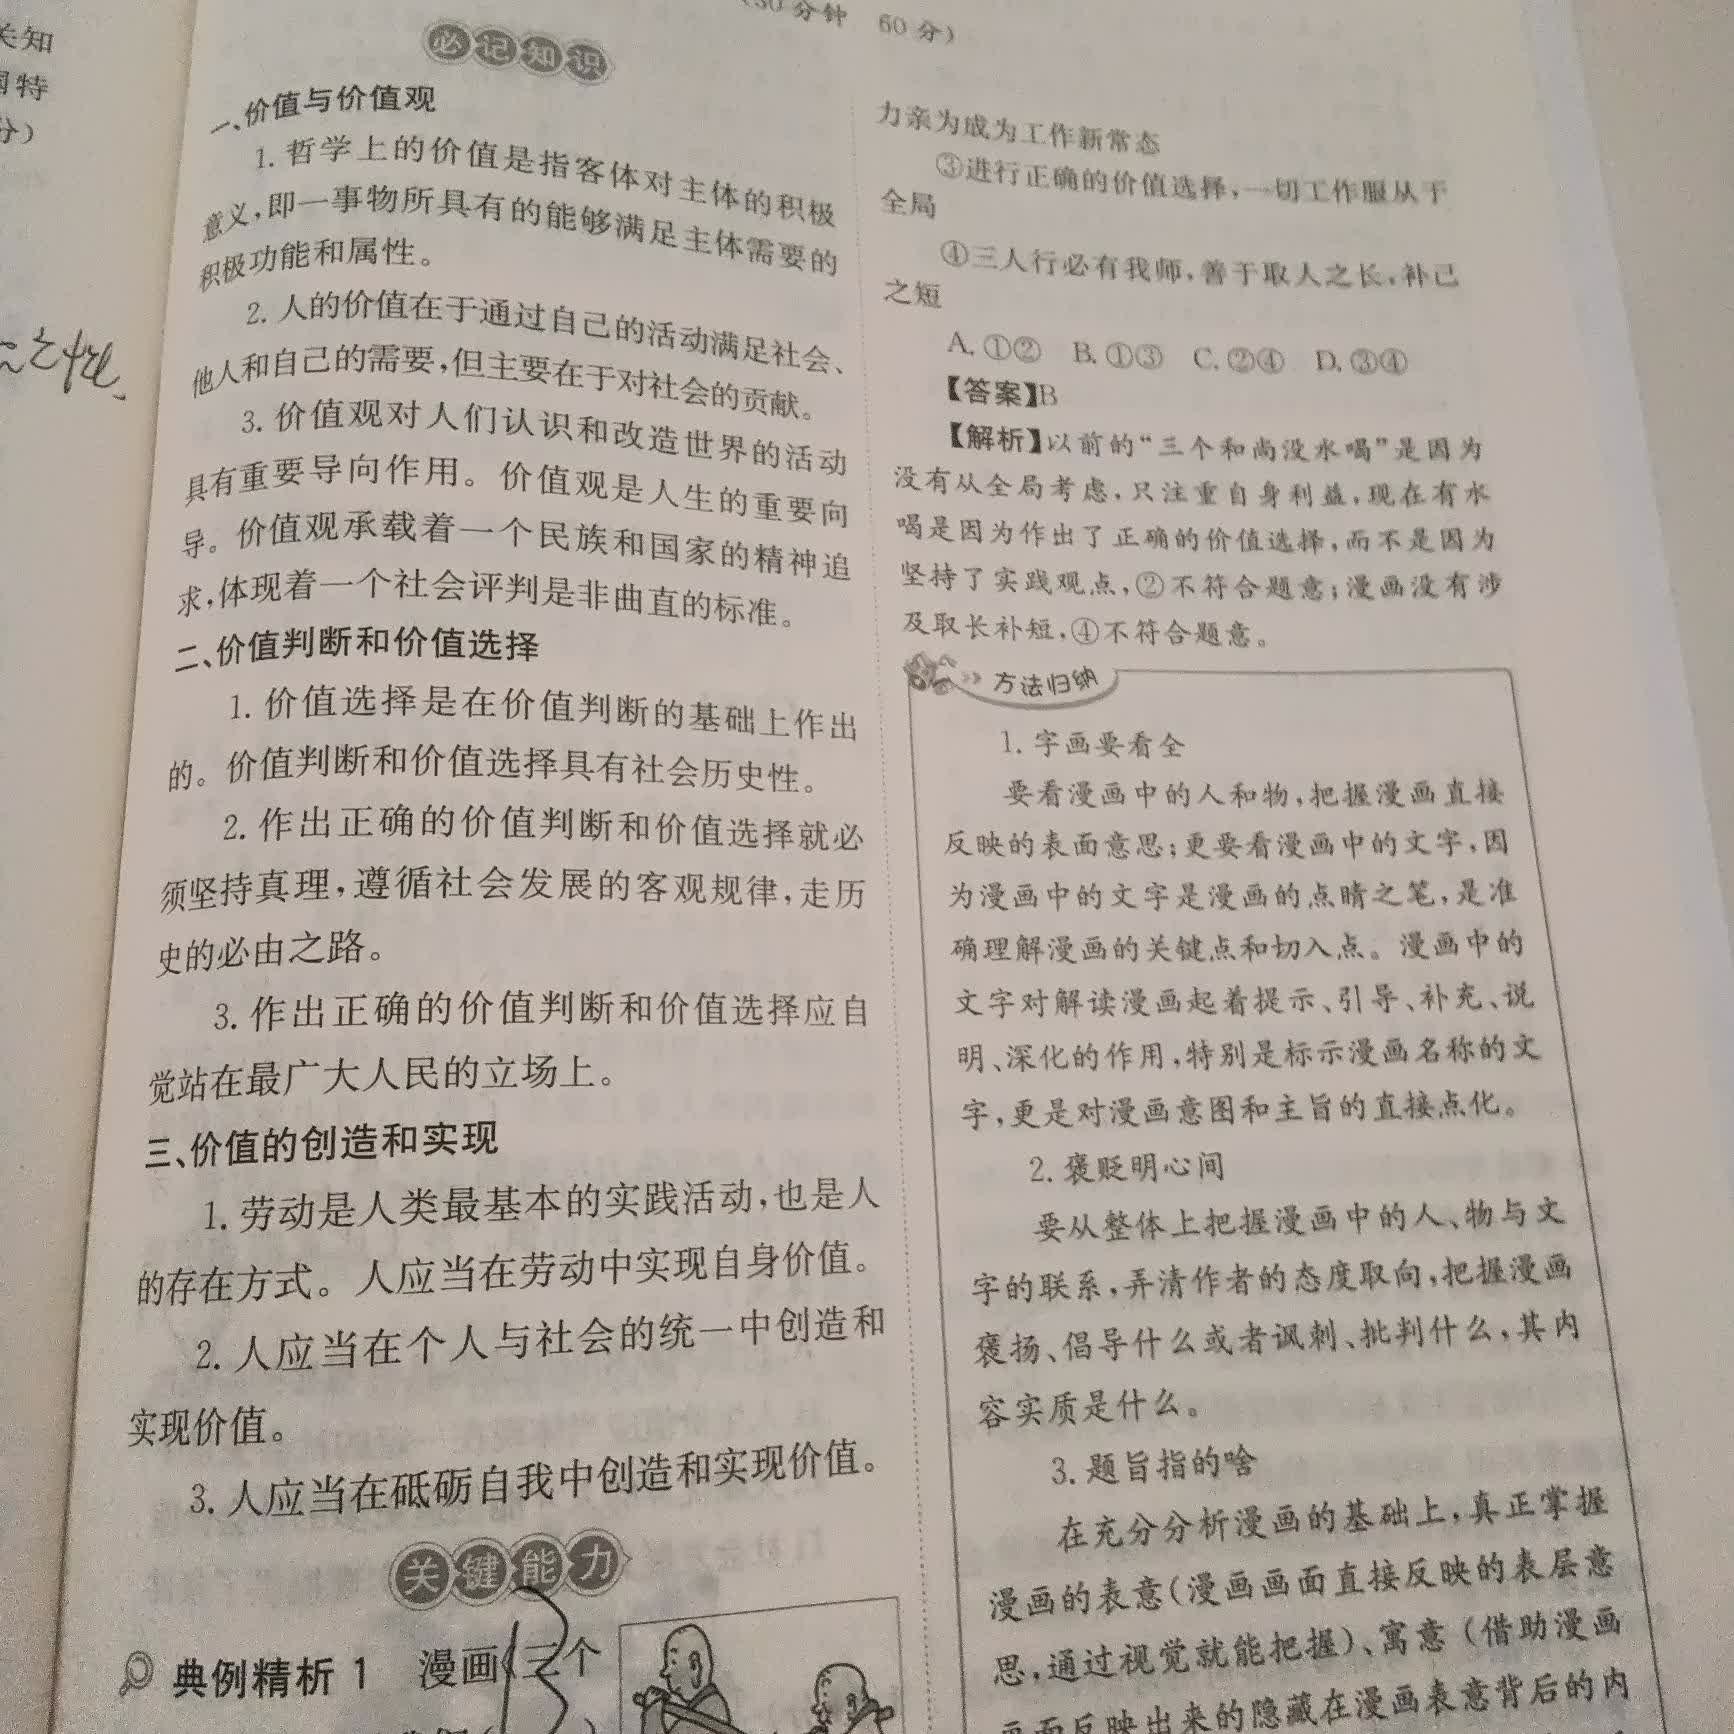 关知
特
分）
（30分钟 60分）
必记知识
一、价值与价值观
1. 哲学上的价值是指客体对主体的积极
意义，即一事物所具有的能够满足主体需要的
积极功能和属性。
2. 人的价值在于通过自己的活动满足社会、
他人和自己的需要，但主要在于对社会的贡献。
3. 价值观对人们认识和改造世界的活动
具有重要导向作用。价值观是人生的重要向
导。价值观承载着一个民族和国家的精神追
求，体现着一个社会评判是非曲直的标准。
二、价值判断和价值选择
1. 价值选择是在价值判断的基础上作出
的。价值判断和价值选择具有社会历史性。
2. 作出正确的价值判断和价值选择就必
须坚持真理，遵循社会发展的客观规律，走历
史的必由之路。
3. 作出正确的价值判断和价值选择应自
觉站在最广大人民的立场上。
三、价值的创造和实现
1. 劳动是人类最基本的实践活动，也是人
的存在方式。人应当在劳动中实现自身价值。
2. 人应当在个人与社会的统一中创造和
实现价值。
3. 人应当在砥砺自我中创造和实现价值。
关键能力
典例精析1 漫画《三个
力亲为成为工作新常态
③进行正确的价值选择，一切工作服从于
全局
④三人行必有我师，善于取人之长，补己
之短
A. ①② B. ①③ C. ②④ D. ③④
【答案】B
【解析】以前的“三个和尚没水喝”是因为
没有从全局考虑，只注重自身利益，现在有水
喝是因为作出了正确的价值选择，而不是因为
坚持了实践观点，②不符合题意；漫画没有涉
及取长补短，④不符合题意。
方法归纳
1. 字画要看全
要看漫画中的人和物，把握漫画直接
反映的表面意思；更要看漫画中的文字，因
为漫画中的文字是漫画的点睛之笔，是准
确理解漫画的关键点和切入点。漫画中的
文字对解读漫画起着提示、引导、补充、说
明、深化的作用，特别是标示漫画名称的文
字，更是对漫画意图和主旨的直接点化。
2. 褒贬明心间
要从整体上把握漫画中的人、物与文
字的联系，弄清作者的态度取向，把握漫画
褒扬、倡导什么或者讽刺、批判什么，其内
容实质是什么。
3. 题旨指的啥
在充分分析漫画的基础上，真正掌握
漫画的表意（漫画画面直接反映的表层意
思，通过视觉就能把握）、寓意（借助漫画
画面反映出来的隐藏在漫画表意背后的内